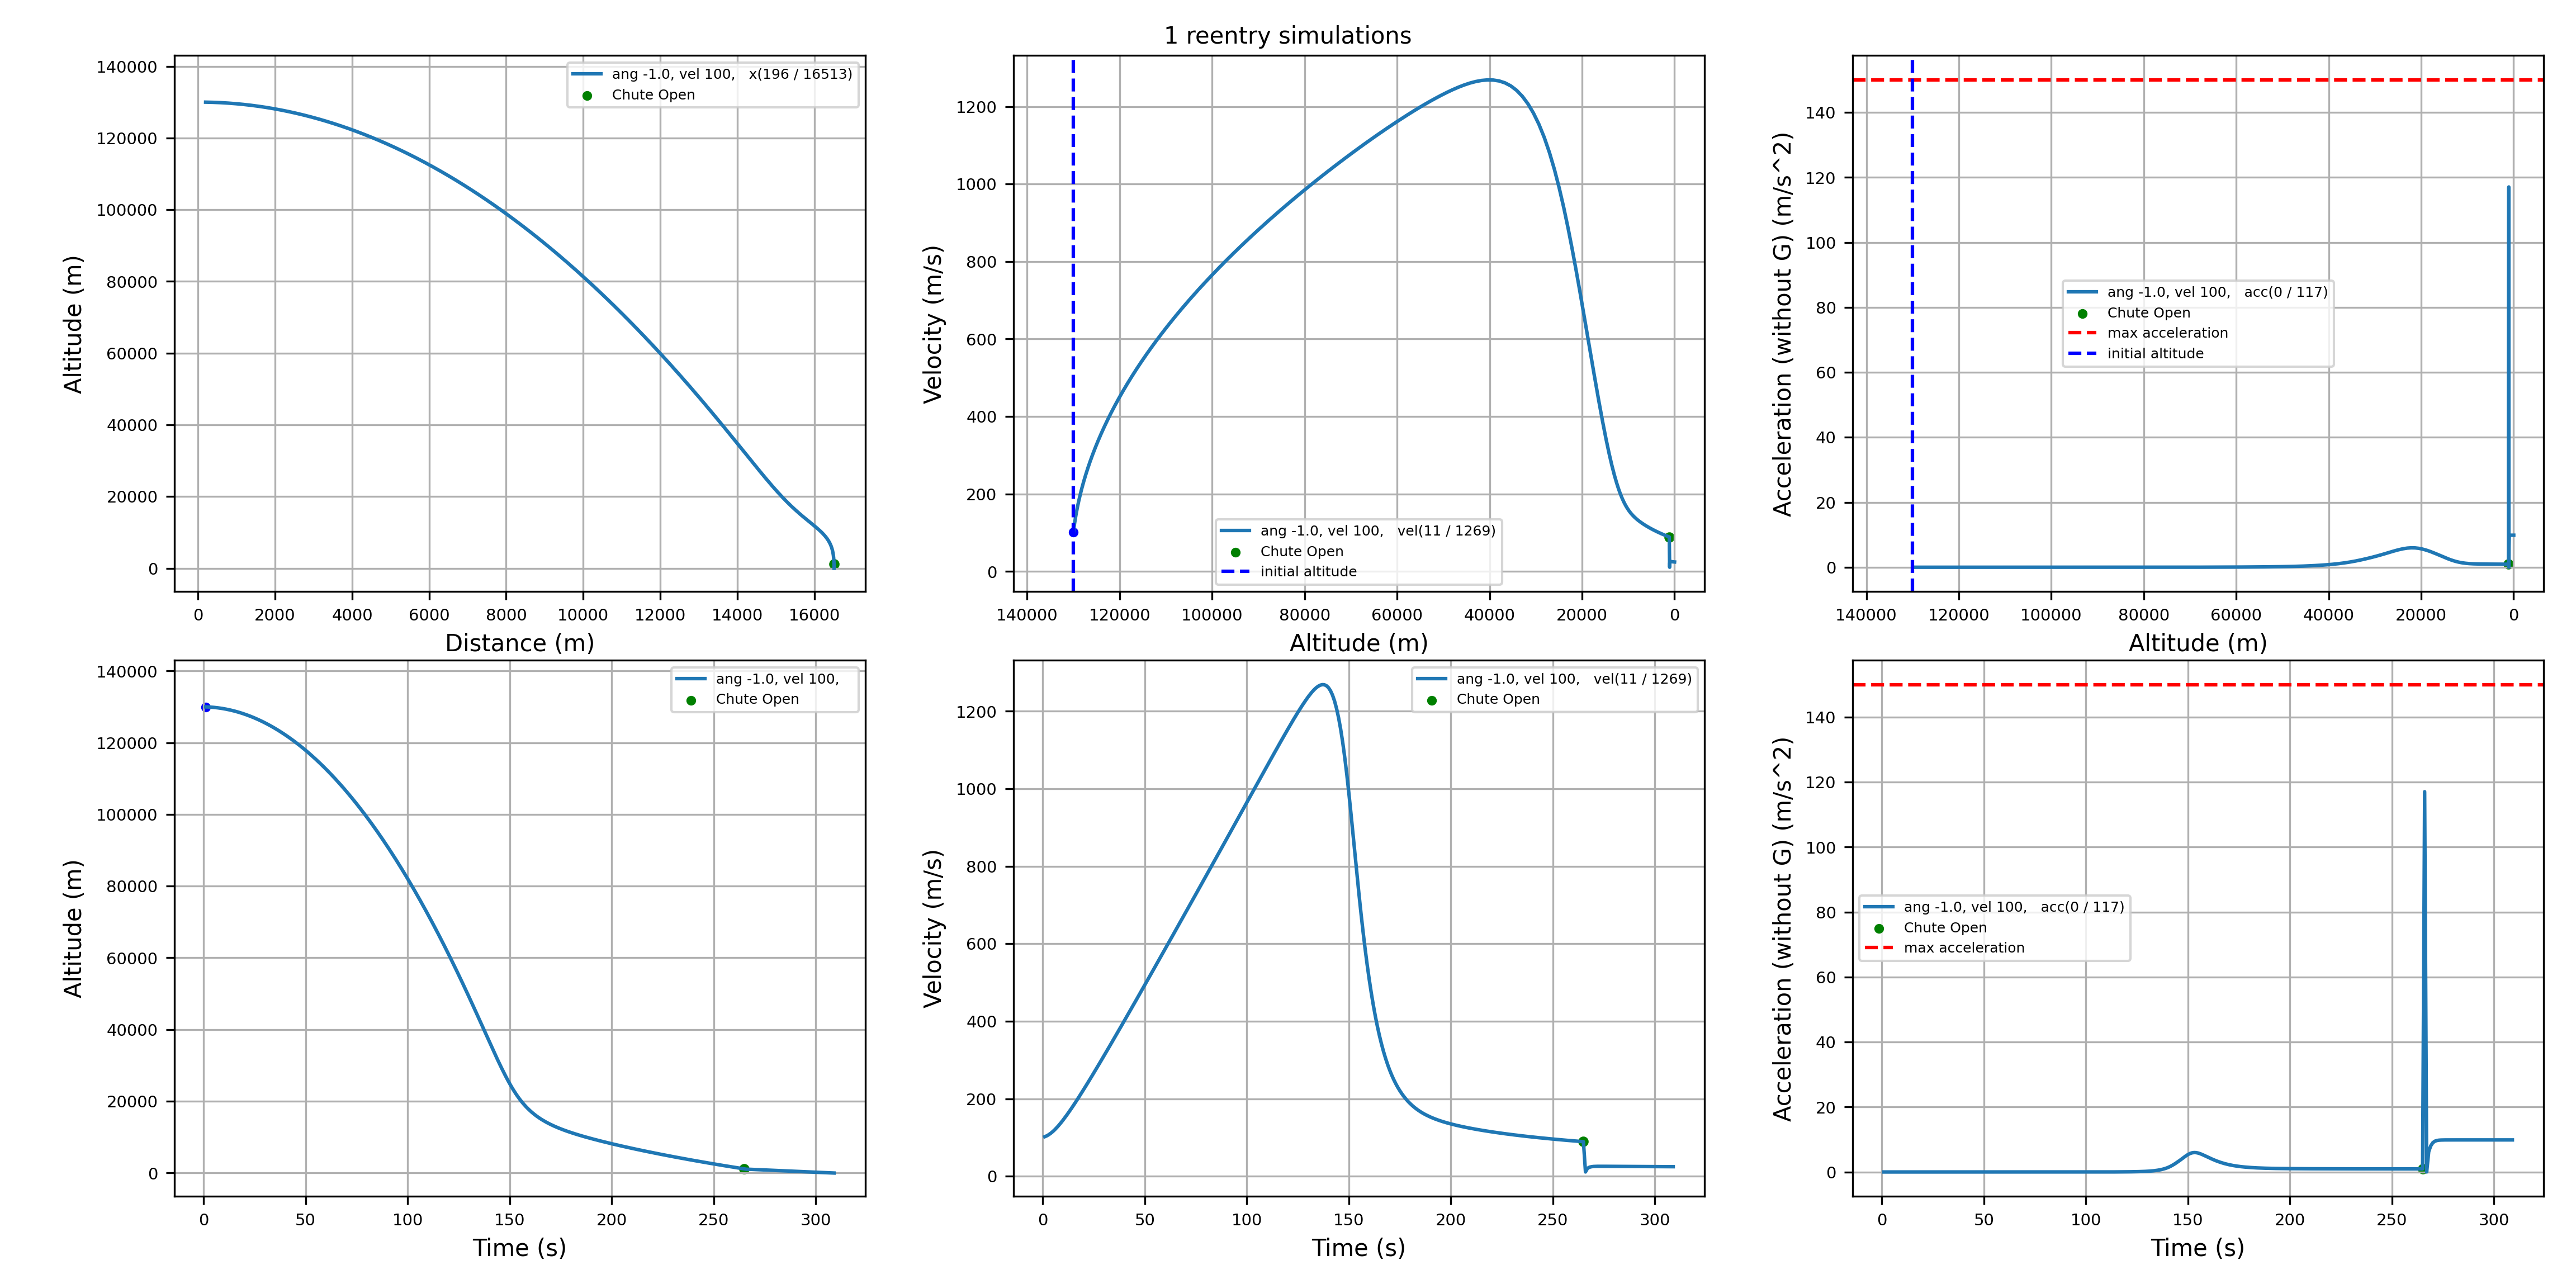 1 reentry simulations
140000
120000
100000
80000
60000
40000
20000
0
Altitude (m)
ang -1.0, vel 100,   x(196 / 16513)
Chute Open
0 2000 4000 6000 8000 10000 12000 14000 16000
Distance (m)
1200
1000
800
600
400
200
0
Velocity (m/s)
ang -1.0, vel 100,   vel(11 / 1269)
Chute Open
initial altitude
140000 120000 100000 80000 60000 40000 20000 0
Altitude (m)
140
120
100
80
60
40
20
0
Acceleration (without G) (m/s^2)
ang -1.0, vel 100,   acc(0 / 117)
Chute Open
max acceleration
initial altitude
140000 120000 100000 80000 60000 40000 20000 0
Altitude (m)
140000
120000
100000
80000
60000
40000
20000
0
Altitude (m)
ang -1.0, vel 100,
Chute Open
0 50 100 150 200 250 300
Time (s)
1200
1000
800
600
400
200
0
Velocity (m/s)
ang -1.0, vel 100,   vel(11 / 1269)
Chute Open
0 50 100 150 200 250 300
Time (s)
140
120
100
80
60
40
20
0
Acceleration (without G) (m/s^2)
ang -1.0, vel 100,   acc(0 / 117)
Chute Open
max acceleration
0 50 100 150 200 250 300
Time (s)